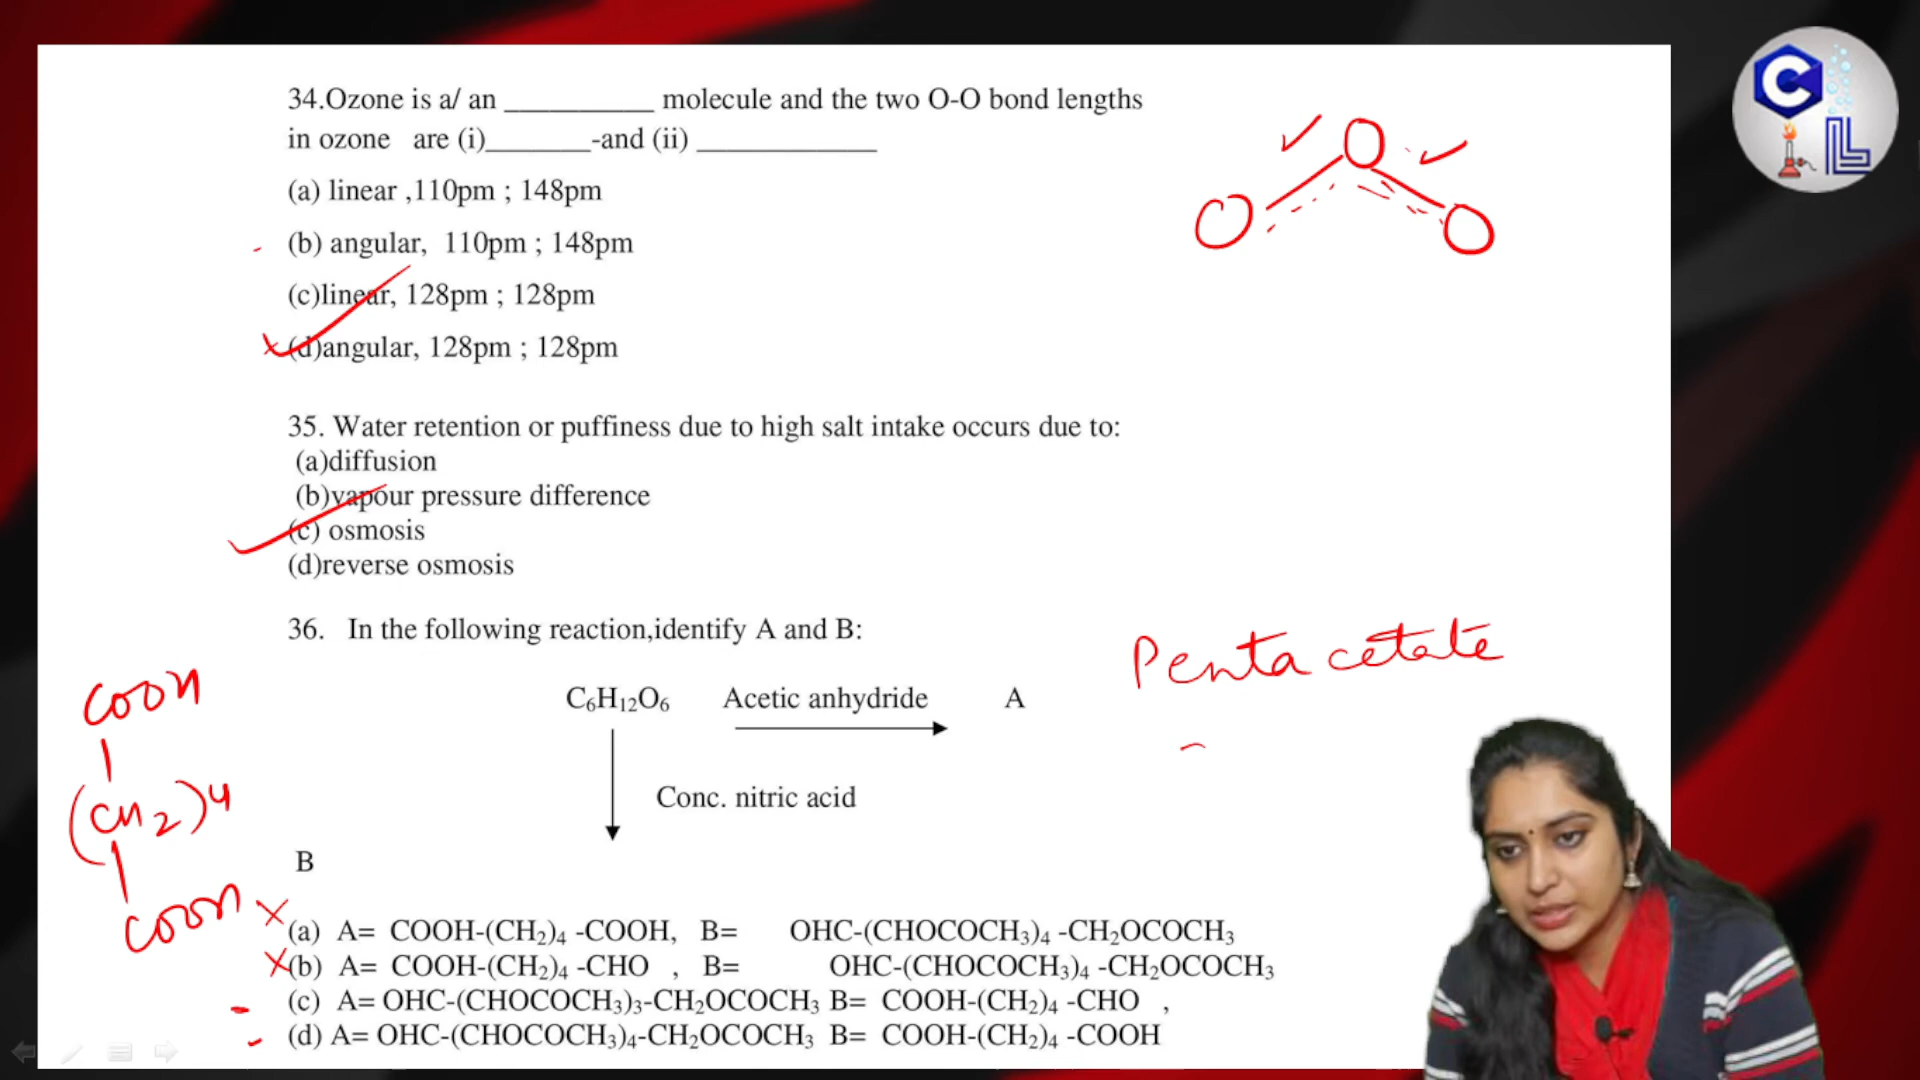 34.Ozone is a/ an __________ molecule and the two O-O bond lengths
in ozone are (i)_______-and (ii) ____________
(a) linear ,110pm ; 148pm
(b) angular, 110pm ; 148pm
(c)linear, 128pm ; 128pm
(d)angular, 128pm ; 128pm
O
O
O
35. Water retention or puffiness due to high salt intake occurs due to:
(a)diffusion
(b)vapour pressure difference
(c) osmosis
(d)reverse osmosis
36. In the following reaction,identify A and B:
Penta cetate
C₆H₁₂O₆ Acetic anhydride A
Conc. nitric acid
B
COOH
(CH₂)4
COOH
(a) A= COOH-(CH₂)₄ -COOH, B= OHC-(CHOCOCH₃)₄ -CH₂OCOCH₃
(b) A= COOH-(CH₂)₄ -CHO , B= OHC-(CHOCOCH₃)₄ -CH₂OCOCH₃
(c) A= OHC-(CHOCOCH₃)₃-CH₂OCOCH₃ B= COOH-(CH₂)₄ -CHO ,
(d) A= OHC-(CHOCOCH₃)₄-CH₂OCOCH₃ B= COOH-(CH₂)₄ -COOH
C
L